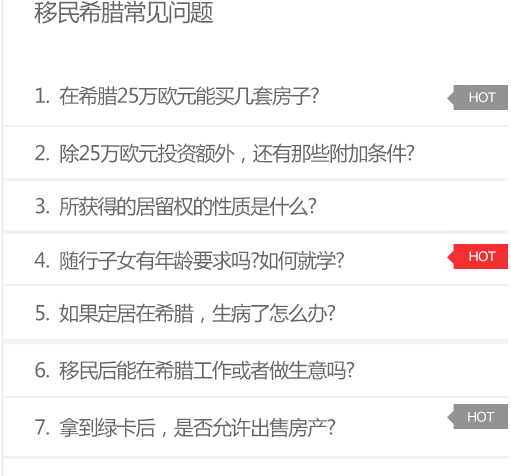 移民希腊常见问题
1. 在希腊25万欧元能买几套房子?
HOT
2. 除25万欧元投资额外，还有那些附加条件?
3. 所获得的居留权的性质是什么?
4. 随行子女有年龄要求吗?如何就学?
HOT
5. 如果定居在希腊，生病了怎么办?
6. 移民后能在希腊工作或者做生意吗?
7. 拿到绿卡后，是否允许出售房产?
HOT